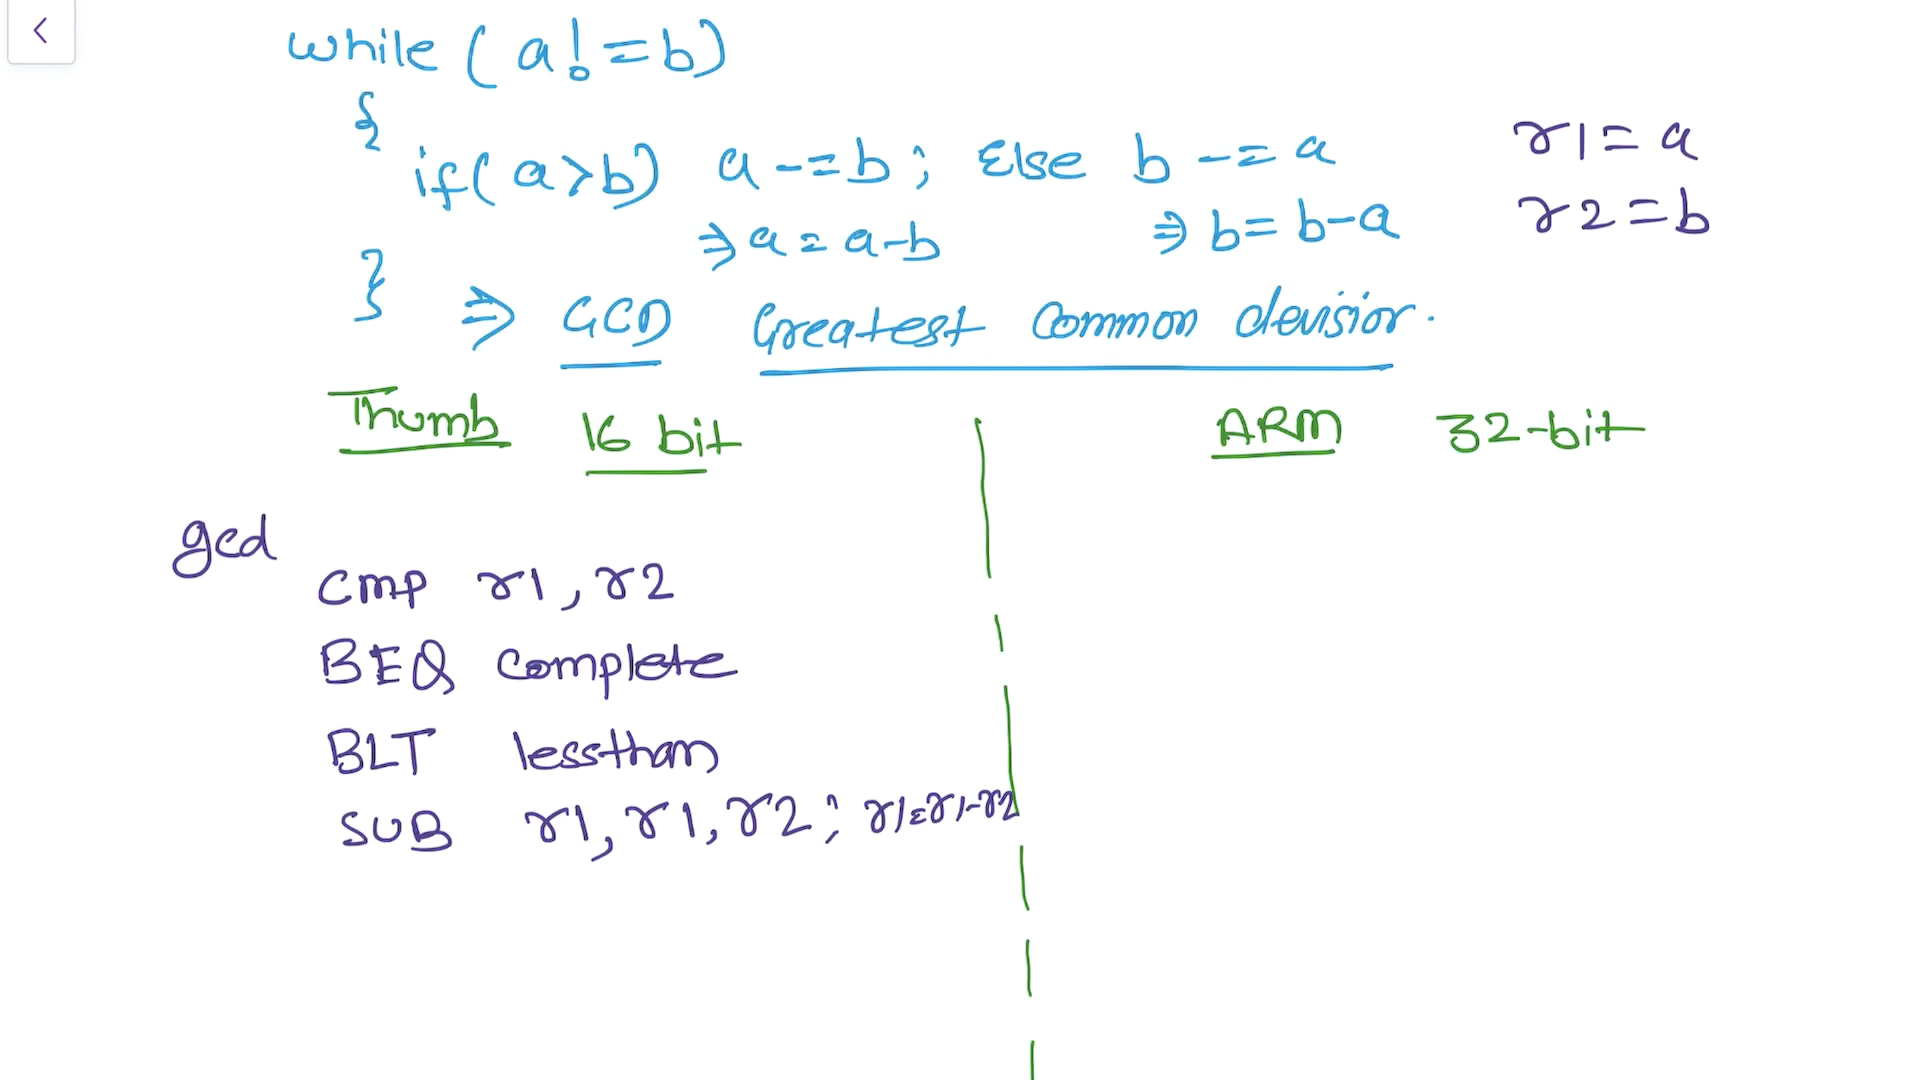 while ( a!=b)
{
if( a>b) a -=b ; Else b -= a
⇒ a = a-b ⇒ b= b-a
} ⇒ GCD Greatest Common devisior.
r1= a
r2=b
Thumb 16 bit
gcd
CMP r1, r2
BEQ Complete
BLT lessthan
SUB r1, r1, r2 ; r1=r1-r2
ARM 32-bit